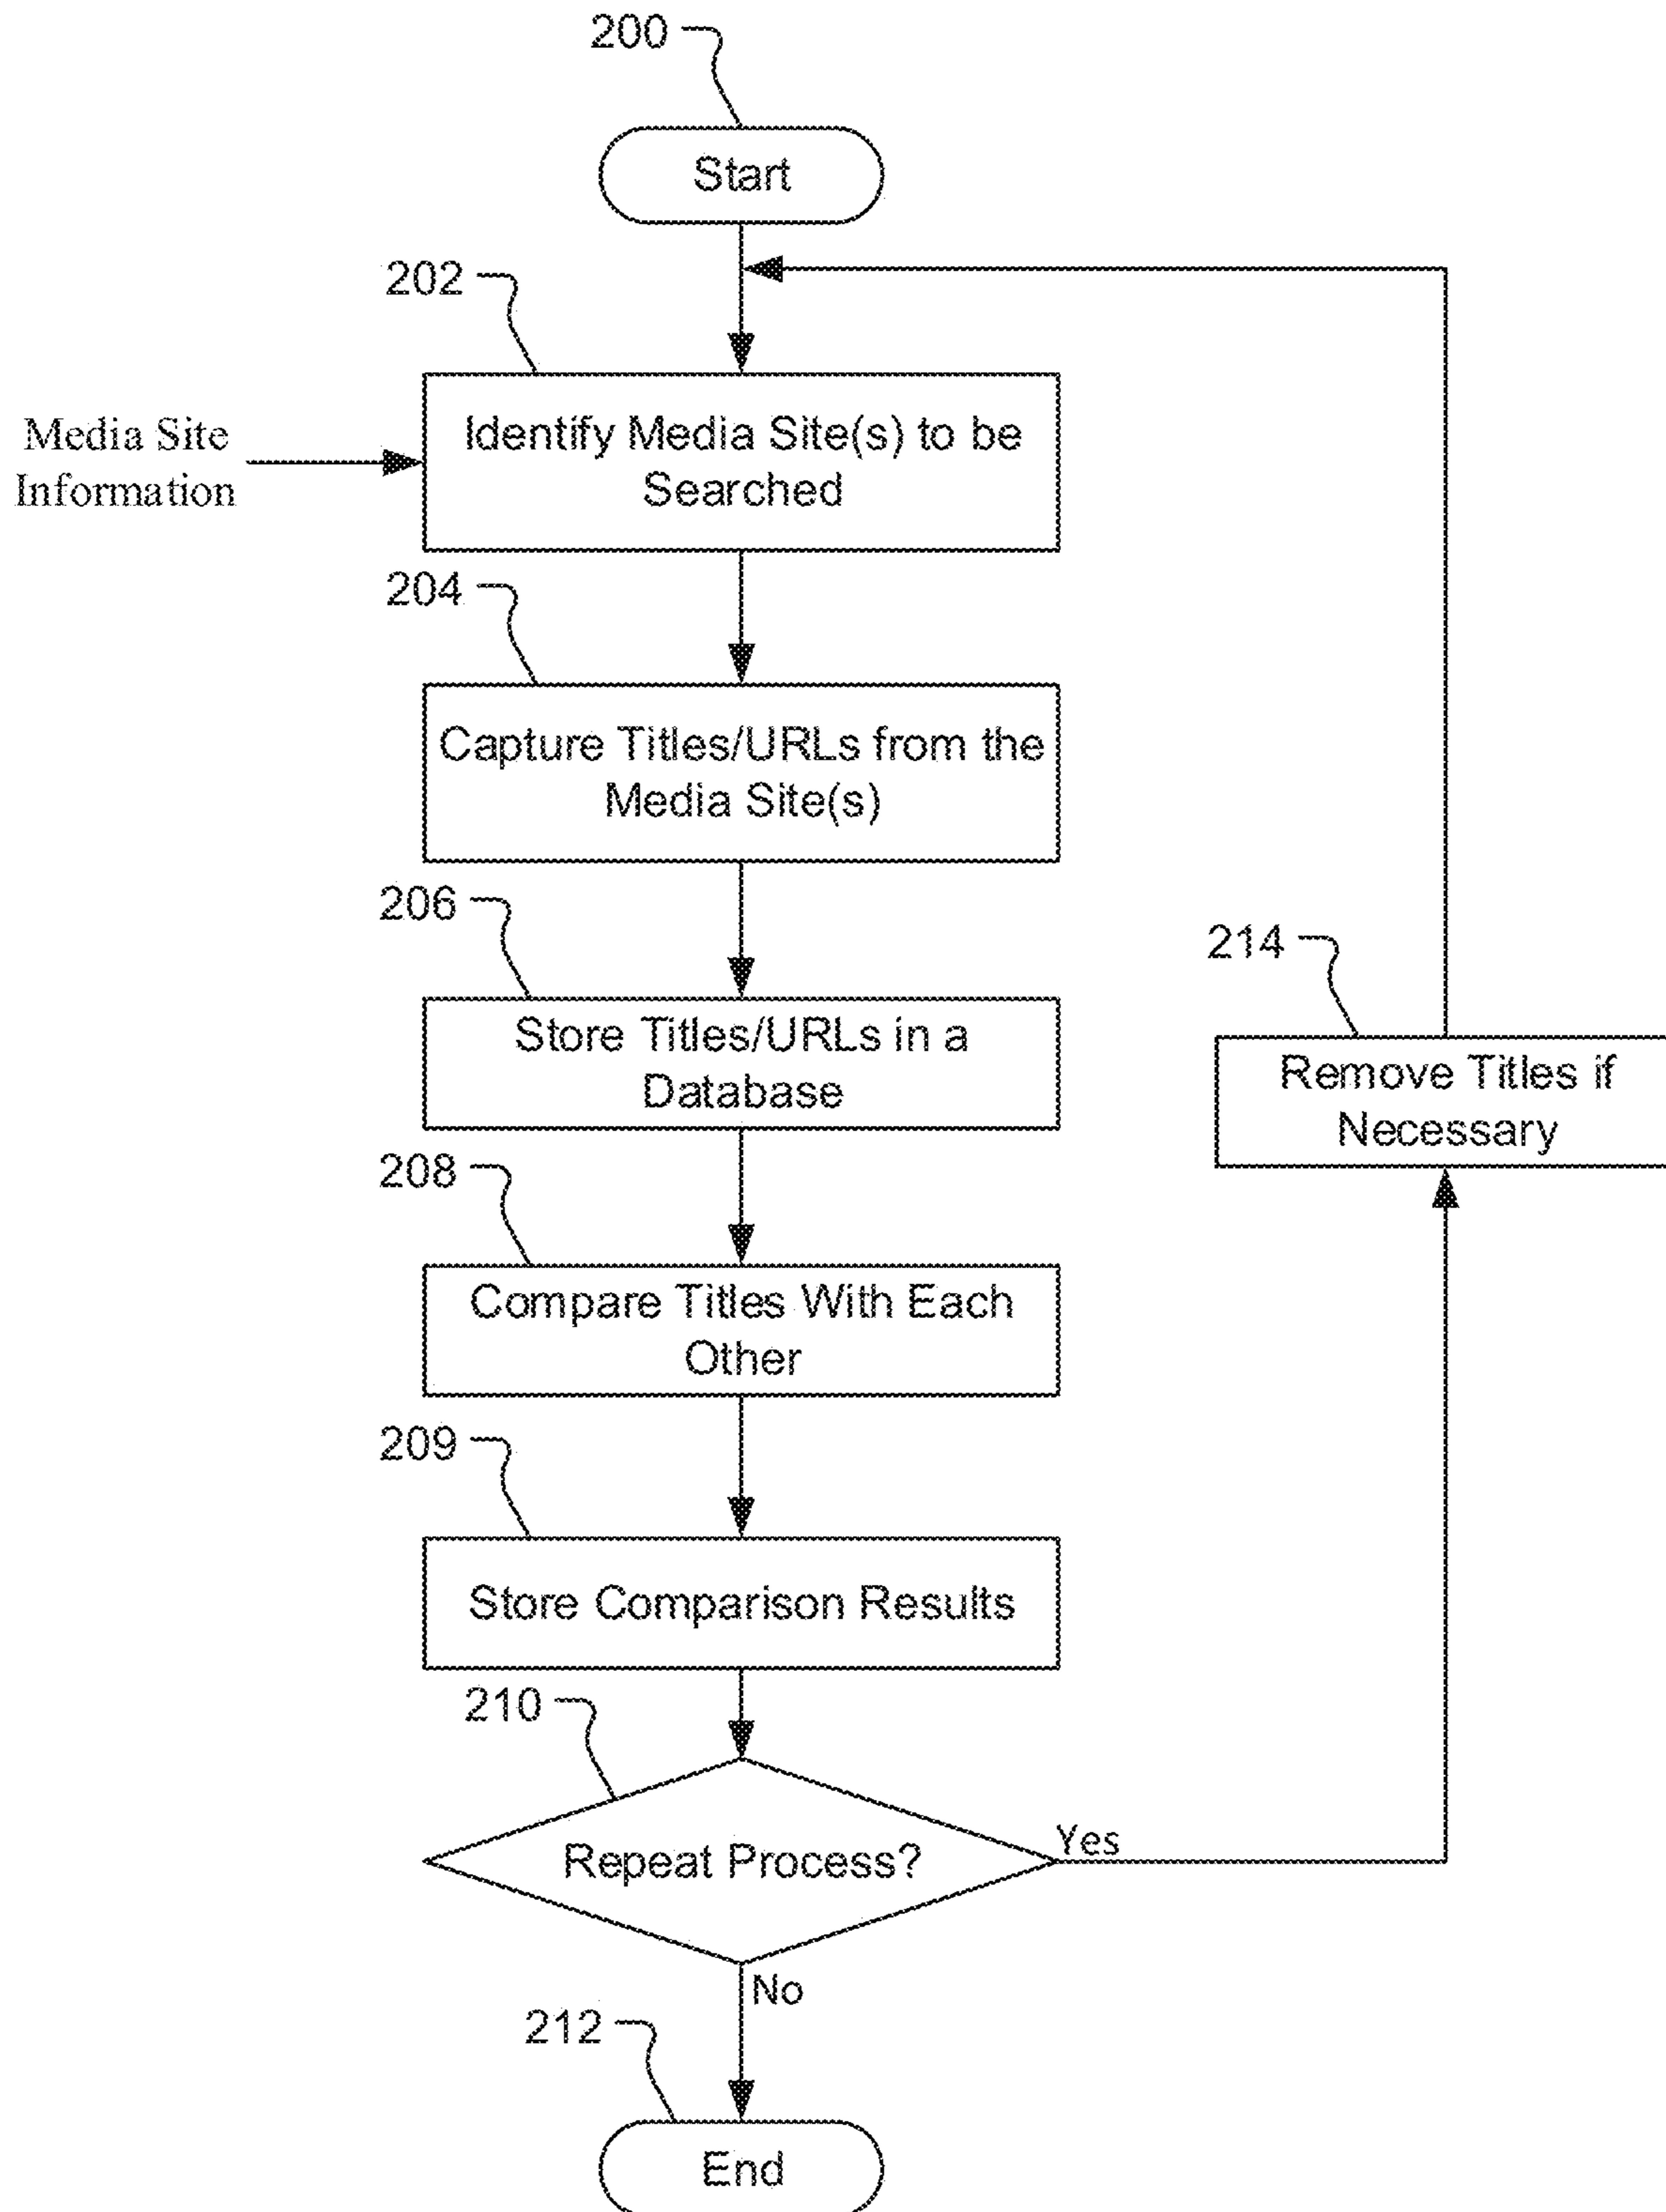 200
Start
202
Media Site
Information
Identify Media Site(s) to be
Searched
204
Capture Titles/URLs from the
Media Site(s)
206
Store Titles/URLs in a
Database
214
Remove Titles if
Necessary
208
Compare Titles With Each
Other
209
Store Comparison Results
210
Repeat Process?
Yes
No
212
End